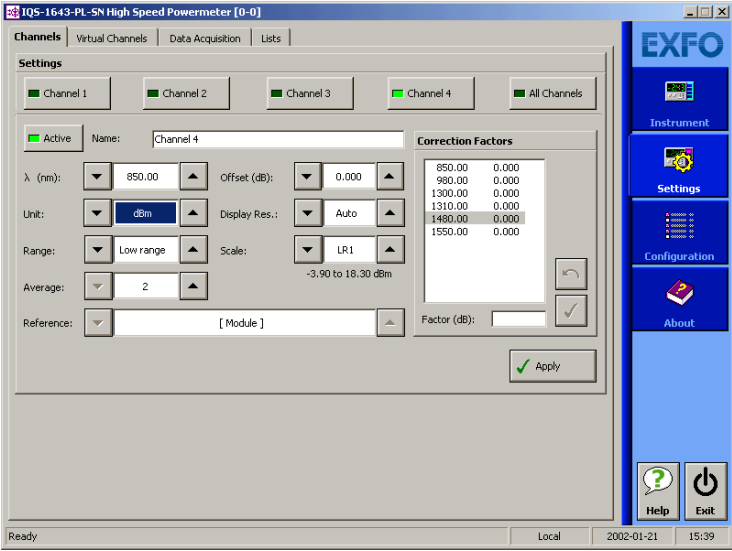 IQS-1643-PL-SN High Speed Powermeter [0-0]
Channels Virtual Channels Data Acquisition Lists
EXFO
Settings
Channel 1 Channel 2 Channel 3 Channel 4 All Channels
Instrument
Active Name: Channel 4
Correction Factors
λ (nm): 850.00 Offset (dB): 0.000
850.00 0.000
980.00 0.000
1300.00 0.000
1310.00 0.000
1480.00 0.000
1550.00 0.000
Settings
Unit: dBm Display Res.: Auto
Range: Low range Scale: LR1
Configuration
-3.90 to 18.30 dBm
Average: 2
Reference: [ Module ]
Factor (dB):
About
Apply
Help Exit
Ready Local 2002-01-21 15:39